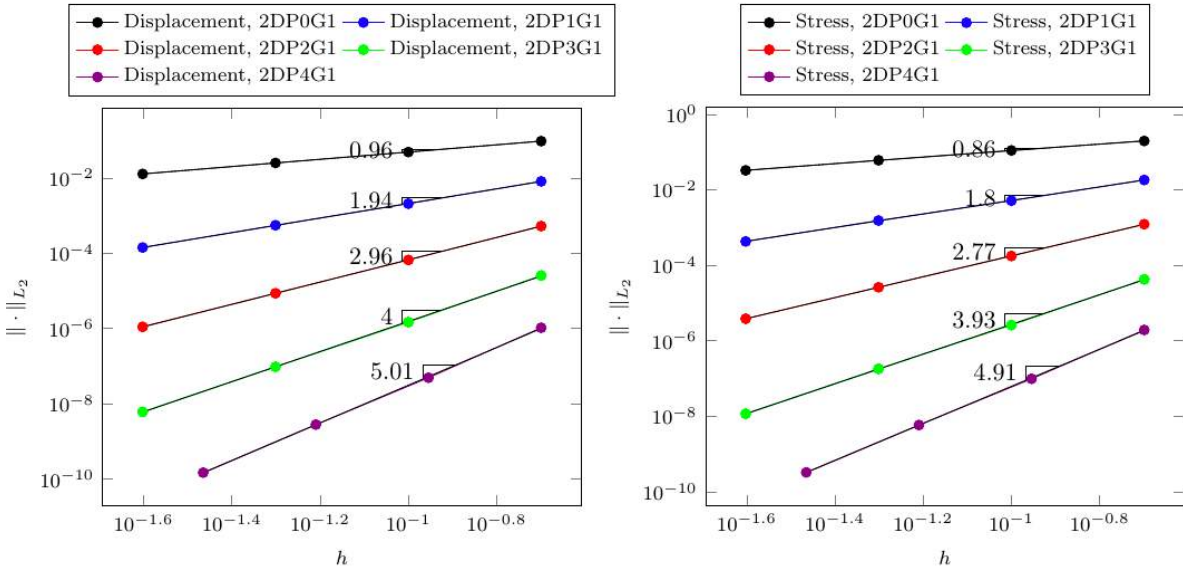 Displacement, 2DP0G1 Displacement, 2DP1G1
Displacement, 2DP2G1 Displacement, 2DP3G1
Displacement, 2DP4G1
10^{-2}
10^{-4}
10^{-6}
10^{-8}
10^{-10}
‖ · ‖_{L_2}
0.96
1.94
2.96
4
5.01
10^{-1.6} 10^{-1.4} 10^{-1.2} 10^{-1} 10^{-0.8}
h
Stress, 2DP0G1 Stress, 2DP1G1
Stress, 2DP2G1 Stress, 2DP3G1
Stress, 2DP4G1
10^{0}
10^{-2}
10^{-4}
10^{-6}
10^{-8}
10^{-10}
‖ · ‖_{L_2}
0.86
1.8
2.77
3.93
4.91
10^{-1.6} 10^{-1.4} 10^{-1.2} 10^{-1} 10^{-0.8}
h